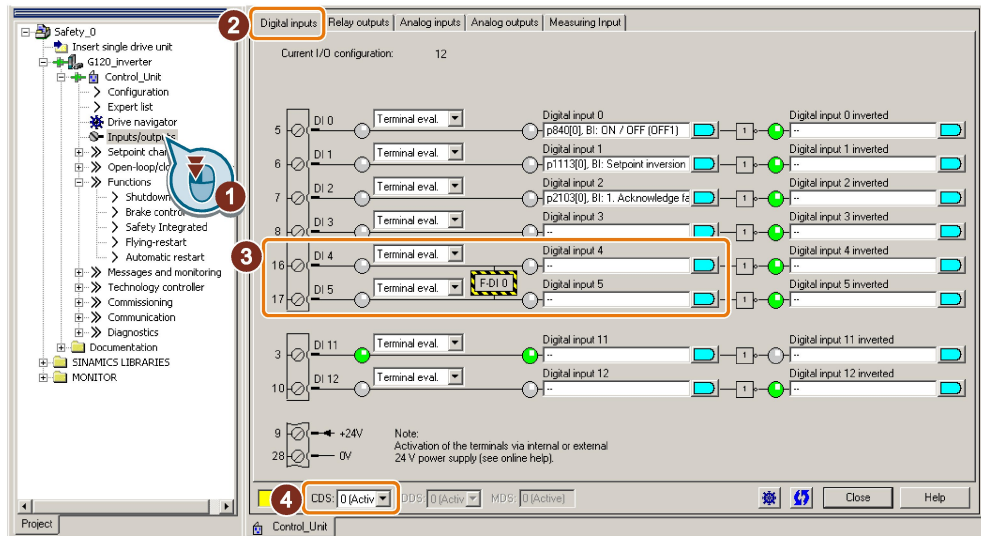 Safety_0
Insert single drive unit
G120_inverter
Control_Unit
Configuration
Expert list
Drive navigator
Inputs/outputs
Setpoint cha
Open-loop/clo
Functions
Shutdown
Brake contro
Safety Integrated
Flying-restart
Automatic restart
Messages and monitoring
Technology controller
Commissioning
Communication
Diagnostics
Documentation
SINAMICS LIBRARIES
MONITOR
Project
1
2
Digital inputs Relay outputs Analog inputs Analog outputs Measuring Input
Current I/O configuration: 12
DI 0 Terminal eval. Digital input 0 Digital input 0 inverted
5 p840[0], BI: ON / OFF (OFF1) 1 --
DI 1 Terminal eval. Digital input 1 Digital input 1 inverted
6 p1113[0], BI: Setpoint inversion 1 --
DI 2 Terminal eval. Digital input 2 Digital input 2 inverted
7 p2103[0], BI: 1. Acknowledge fa 1 --
DI 3 Terminal eval. Digital input 3 Digital input 3 inverted
8 -- 1 --
3
DI 4 Terminal eval. Digital input 4 Digital input 4 inverted
16 -- 1 --
F-DI 0
DI 5 Terminal eval. Digital input 5 Digital input 5 inverted
17 -- 1 --
DI 11 Terminal eval. Digital input 11 Digital input 11 inverted
3 -- 1 --
DI 12 Terminal eval. Digital input 12 Digital input 12 inverted
10 -- 1 --
9 +24V
28 0V
Note:
Activation of the terminals via internal or external
24 V power supply (see online help).
4
CDS: 0 (Activ DDS: 0 (Activ MDS: 0 (Active) Close Help
Control_Unit